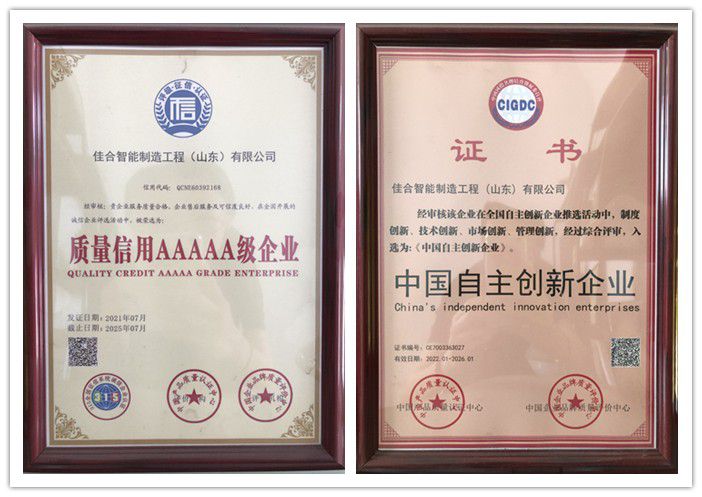 质量·征信·认证
信
佳合智能制造工程（山东）有限公司
信用代码：QCNE60392168
经审核：贵企业服务质量合格，企业售后服务及可信度良好，在全国开展的
诚信企业评选活动中，被荣选为：
质量信用AAAAA级企业
QUALITY CREDIT AAAAA GRADE ENTERPRISE
发证日期：2021年07月
截止日期：2025年07月
315
CIGDC
证书
佳合智能制造工程（山东）有限公司
经审核该企业在全国自主创新企业推选活动中，制度
创新、技术创新、市场创新、管理创新，经过综合评审，入
选为：《中国自主创新企业》。
中国自主创新企业
China's independent innovation enterprises
证书编号：CE7003363027
有效日期：2022.01-2026.01
中国产品质量认证中心
中国企业品牌质量评价中心